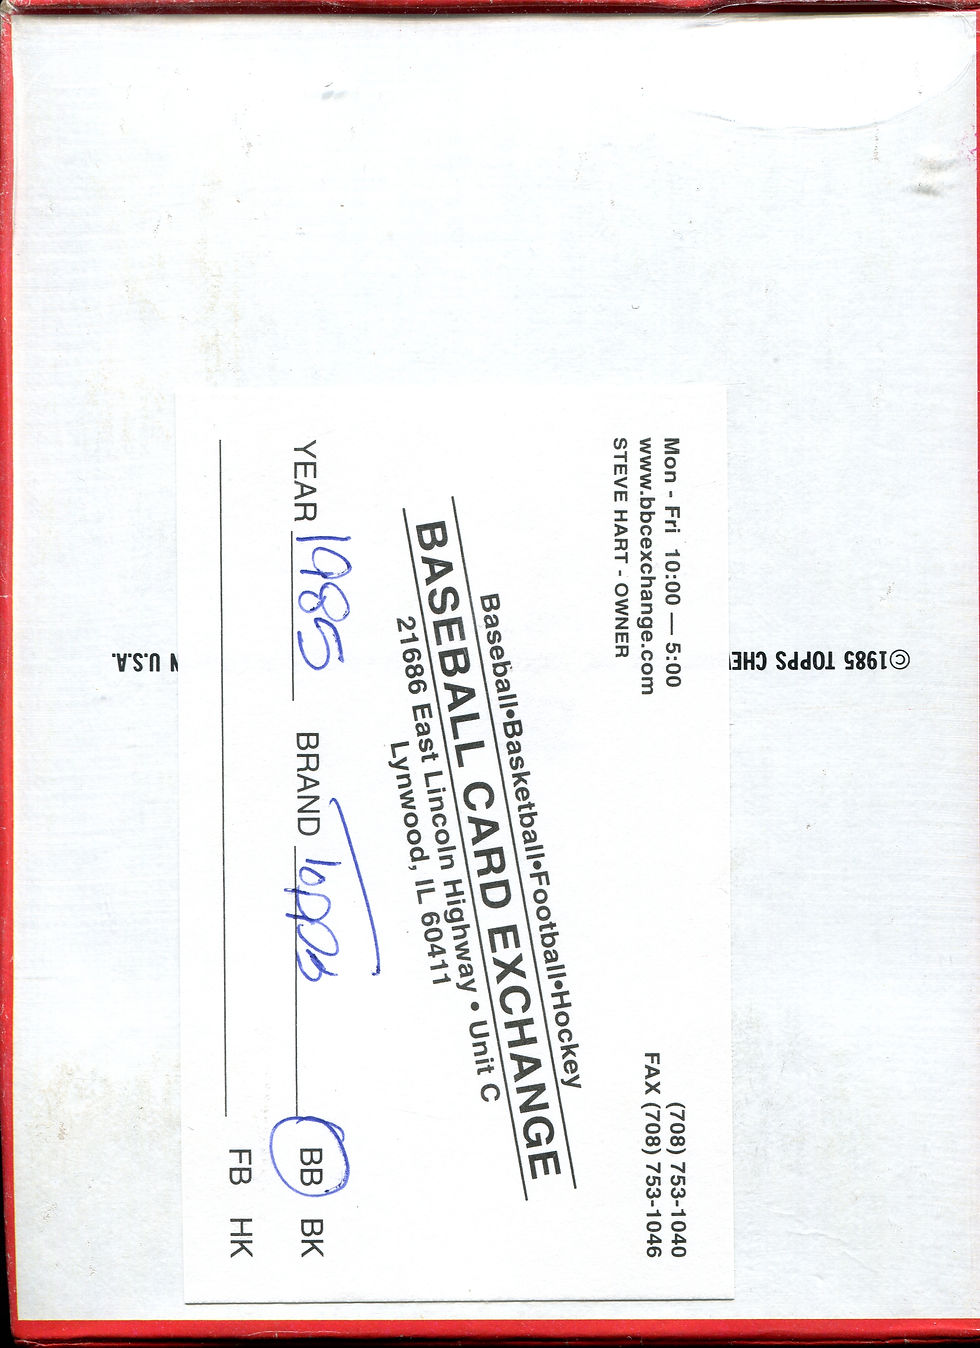 Mon - Fri 10:00 — 5:00
www.bbcexchange.com
STEVE HART - OWNER
(708) 753-1040
FAX (708) 753-1046
Baseball•Basketball•Football•Hockey
BASEBALL CARD EXCHANGE
21686 East Lincoln Highway • Unit C
Lynwood, IL 60411
YEAR 1985 BRAND Topps BB BK
FB HK
©1985 TOPPS CHE
N U.S.A.